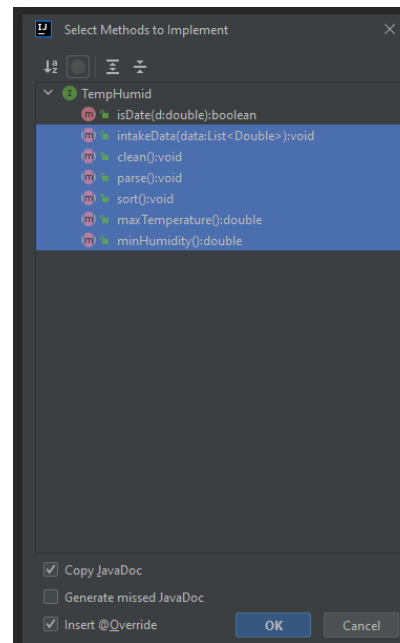 IJ Select Methods to Implement
TempHumid
isDate(d:double):boolean
intakeData(data:List<Double>):void
clean():void
parse():void
sort():void
maxTemperature():double
minHumidity():double
Copy JavaDoc
Generate missed JavaDoc
Insert @Override
OK
Cancel